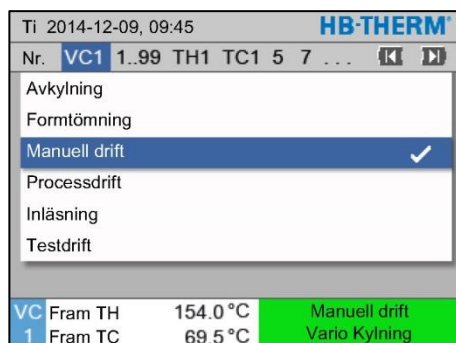 Ti 2014-12-09, 09:45 HB-THERM®
Nr. VC1 1..99 TH1 TC1 5 7 ...
Avkylning
Formtömning
Manuell drift
Processdrift
Inläsning
Testdrift
VC Fram TH 154.0 °C Manuell drift
1 Fram TC 69.5 °C Vario Kylning